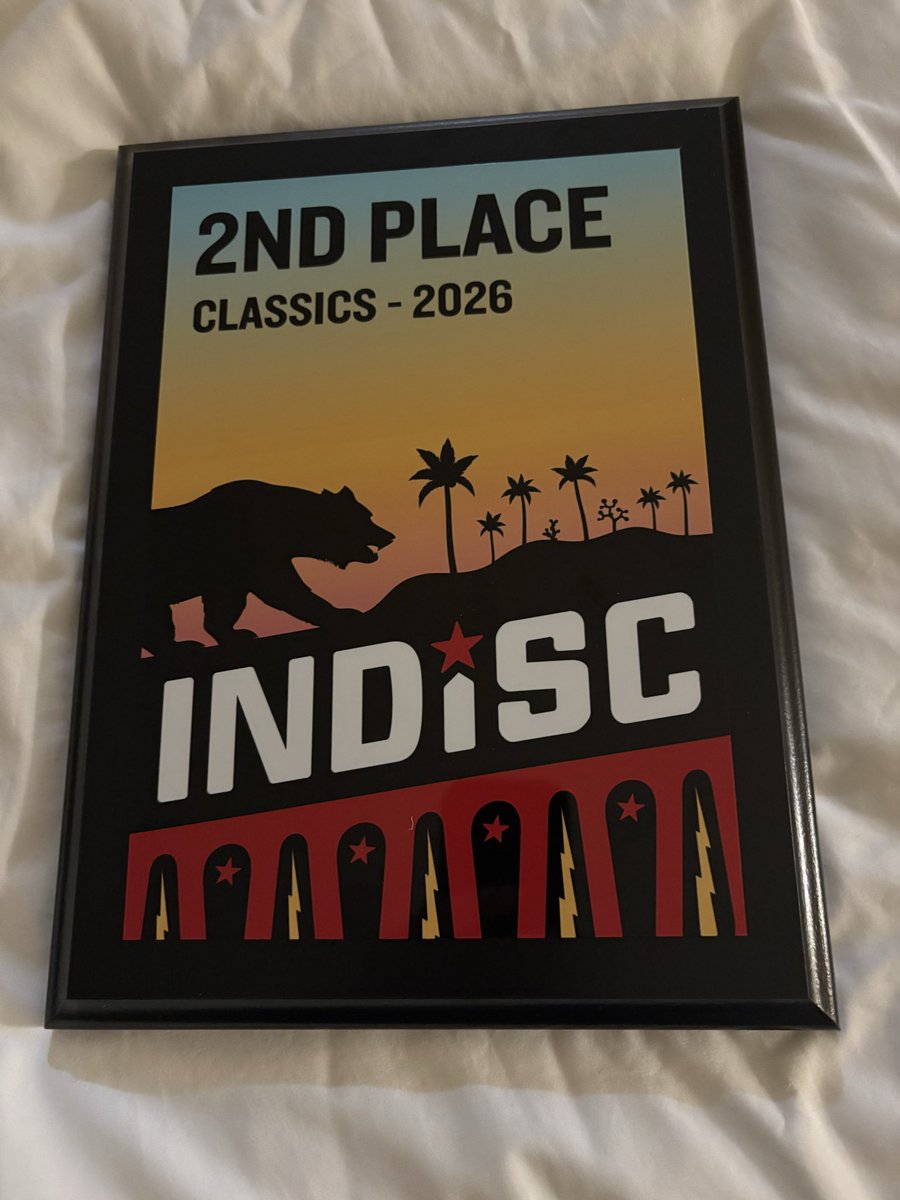 2ND PLACE
CLASSICS - 2026
INDiSC